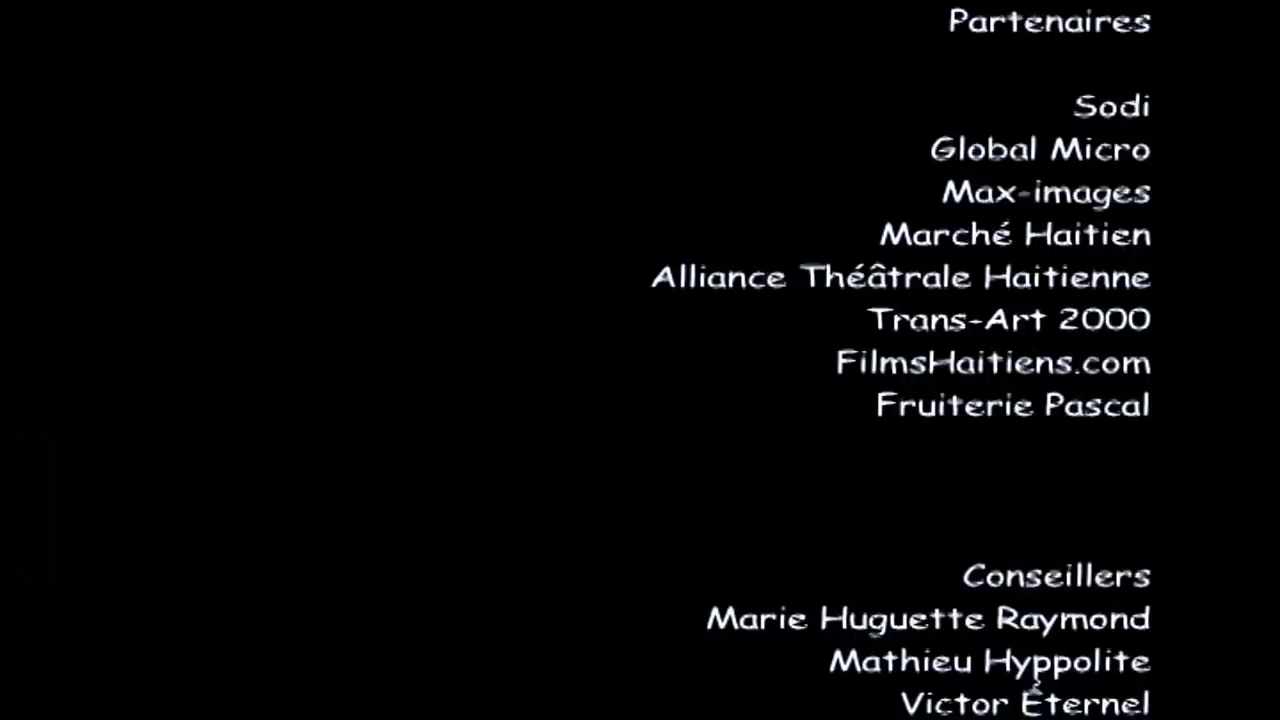 Partenaires
Sodi
Global Micro
Max-images
Marché Haitien
Alliance Théâtrale Haitienne
Trans-Art 2000
FilmsHaitiens.com
Fruiterie Pascal
Conseillers
Marie Huguette Raymond
Mathieu Hyppolite
Victor Éternel